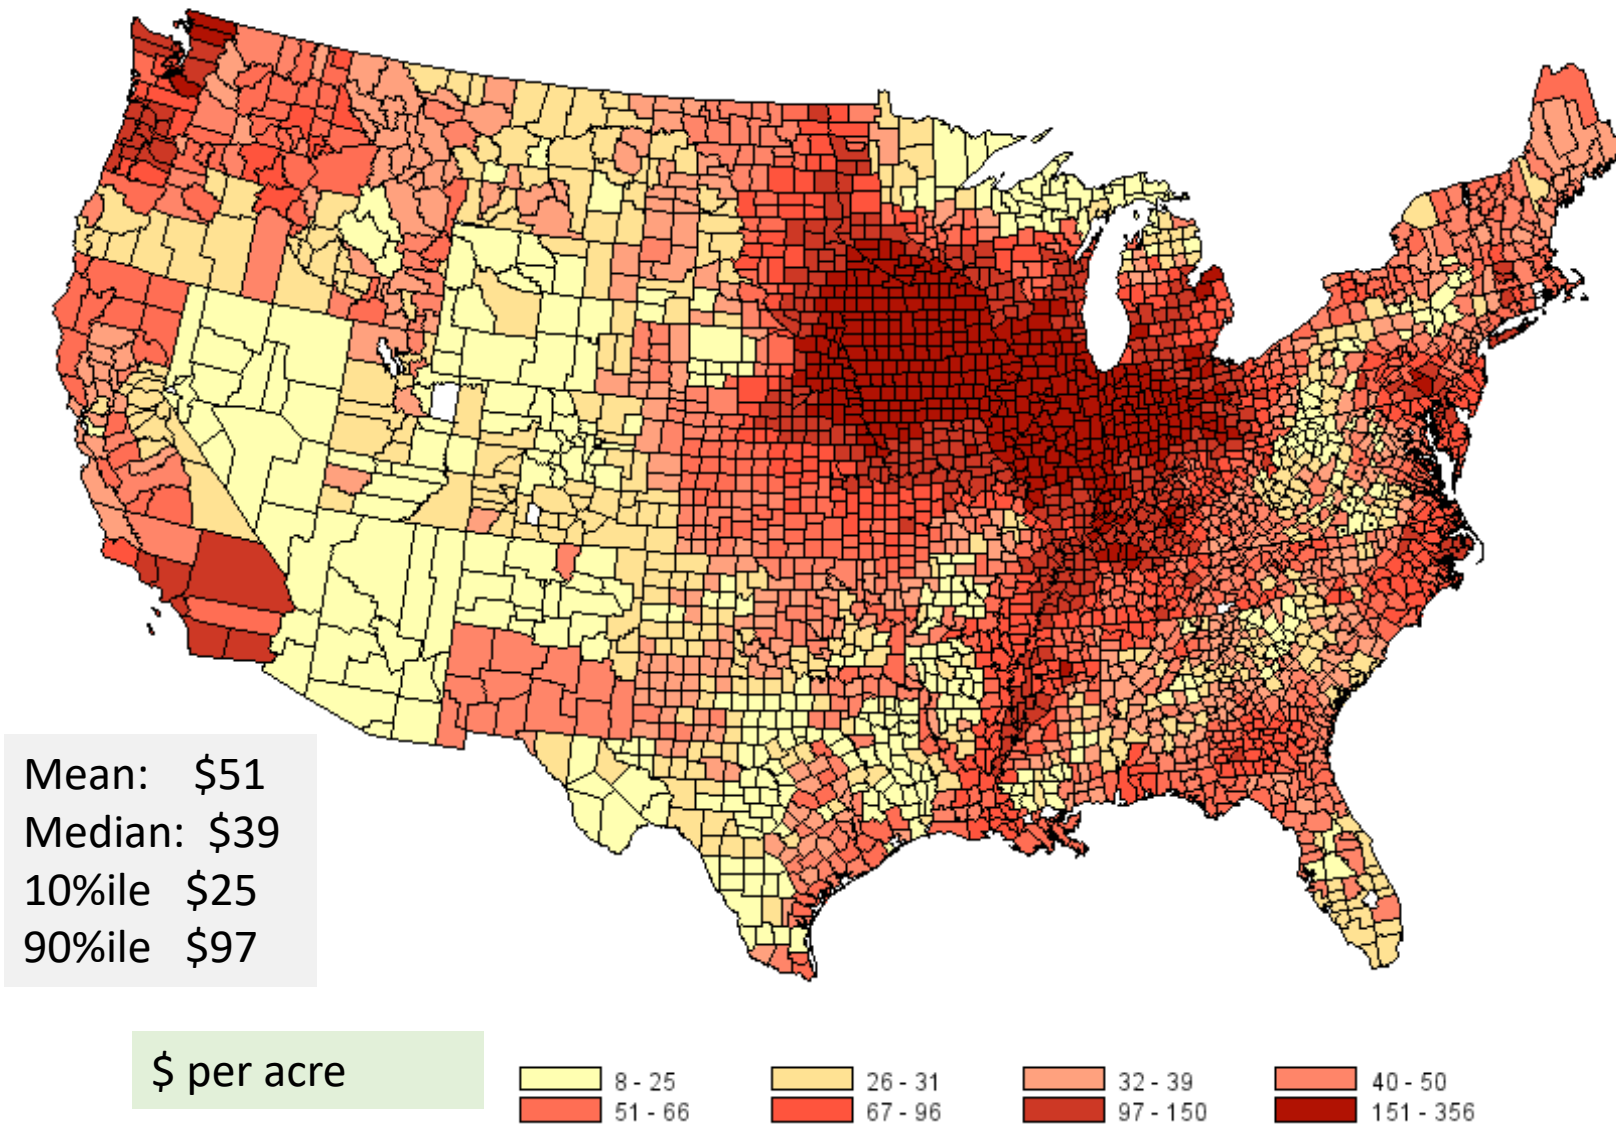 Mean: $51
Median: $39
10%ile $25
90%ile $97
$ per acre
8 - 25 26 - 31 32 - 39 40 - 50
51 - 66 67 - 96 97 - 150 151 - 356